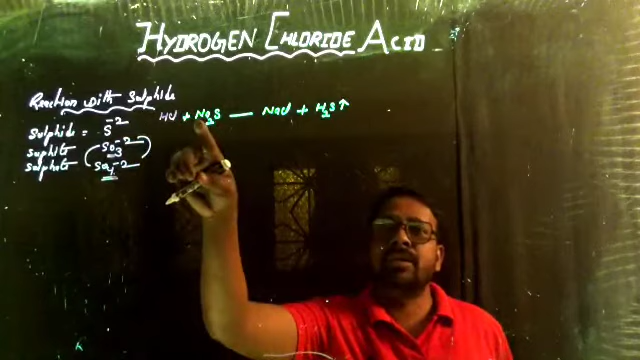 HYDROGEN CHLORIDE ACID
Reaction with Sulphide
HCl + Na2S — NaCl + H2S↑
Sulphide = S-2
Sulphite SO3-2
Sulphate SO4-2